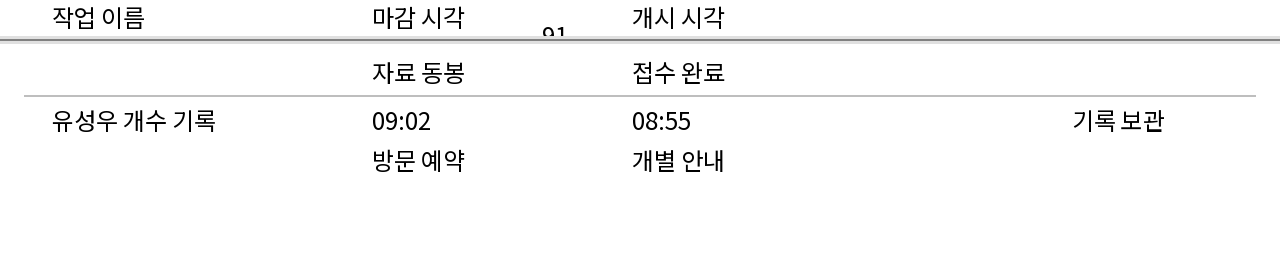 작업 이름 마감 시각 개시 시각
91
자료 동봉 접수 완료
유성우 개수 기록 09:02 08:55 기록 보관
방문 예약 개별 안내